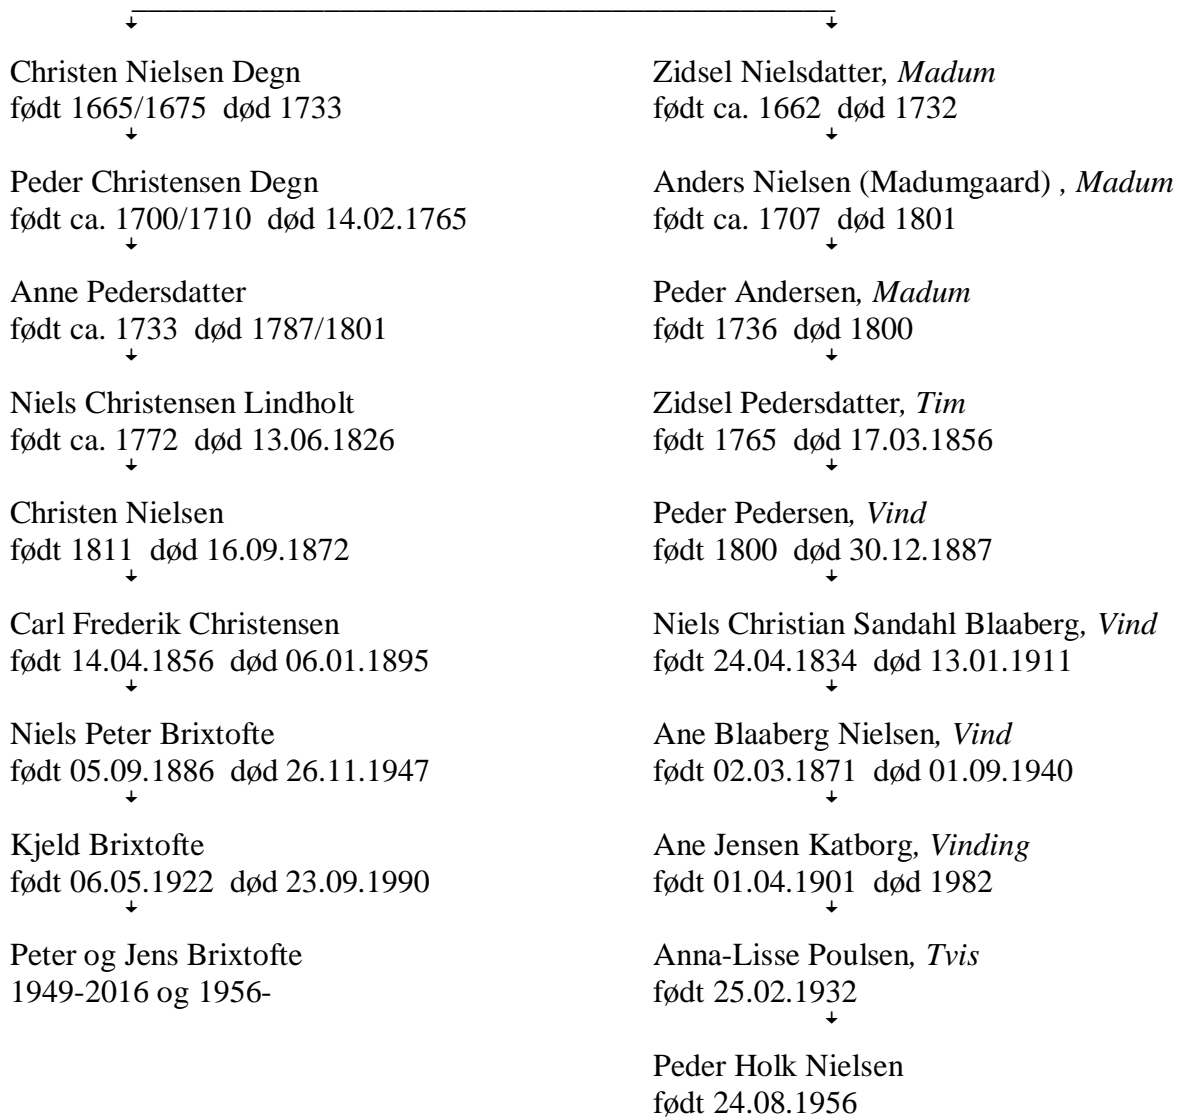 Christen Nielsen Degn
født 1665/1675 død 1733
Peder Christensen Degn
født ca. 1700/1710 død 14.02.1765
Anne Pedersdatter
født ca. 1733 død 1787/1801
Niels Christensen Lindholt
født ca. 1772 død 13.06.1826
Christen Nielsen
født 1811 død 16.09.1872
Carl Frederik Christensen
født 14.04.1856 død 06.01.1895
Niels Peter Brixtofte
født 05.09.1886 død 26.11.1947
Kjeld Brixtofte
født 06.05.1922 død 23.09.1990
Peter og Jens Brixtofte
1949-2016 og 1956-
Zidsel Nielsdatter, Madum
født ca. 1662 død 1732
Anders Nielsen (Madumgaard) , Madum
født ca. 1707 død 1801
Peder Andersen, Madum
født 1736 død 1800
Zidsel Pedersdatter, Tim
født 1765 død 17.03.1856
Peder Pedersen, Vind
født 1800 død 30.12.1887
Niels Christian Sandahl Blaaberg, Vind
født 24.04.1834 død 13.01.1911
Ane Blaaberg Nielsen, Vind
født 02.03.1871 død 01.09.1940
Ane Jensen Katborg, Vinding
født 01.04.1901 død 1982
Anna-Lisse Poulsen, Tvis
født 25.02.1932
Peder Holk Nielsen
født 24.08.1956